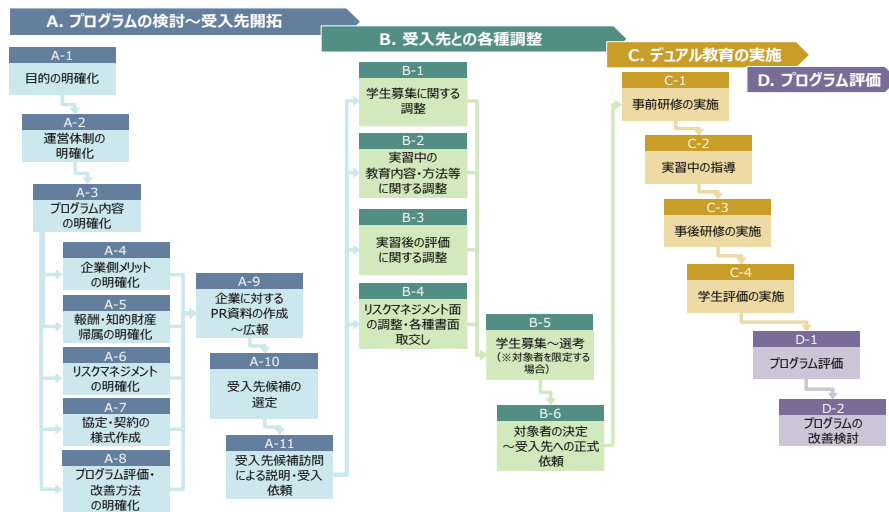 A. プログラムの検討～受入先開拓
A-1
目的の明確化
A-2
運営体制の
明確化
A-3
プログラム内容
の明確化
A-4
企業側メリット
の明確化
A-5
報酬・知的財産
帰属の明確化
A-6
リスクマネジメント
の明確化
A-7
協定・契約の
様式作成
A-8
プログラム評価・
改善方法
の明確化
A-9
企業に対する
PR資料の作成
～広報
A-10
受入先候補の
選定
A-11
受入先候補訪問
による説明・受入
依頼
B. 受入先との各種調整
B-1
学生募集に関する
調整
B-2
実習中の
教育内容・方法等
に関する調整
B-3
実習後の評価
に関する調整
B-4
リスクマネジメント面
の調整・各種書面
取交し
B-5
学生募集～選考
（※対象者を限定する
場合）
B-6
対象者の決定
～受入先への正式
依頼
C. デュアル教育の実施
C-1
事前研修の実施
C-2
実習中の指導
C-3
事後研修の実施
C-4
学生評価の実施
D. プログラム評価
D-1
プログラム評価
D-2
プログラムの
改善検討